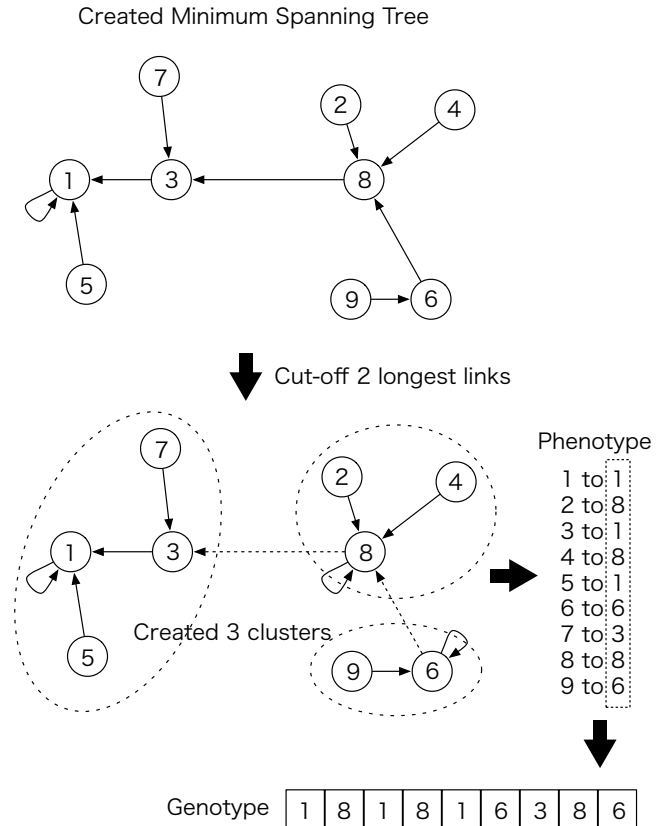 Created Minimum Spanning Tree
7
2
4
1
3
8
5
9
6
Cut-off 2 longest links
Phenotype
7
2
4
1
3
8
5
9
6
Created 3 clusters
1 to 1
2 to 8
3 to 1
4 to 8
5 to 1
6 to 6
7 to 3
8 to 8
9 to 6
Genotype 1 8 1 8 1 6 3 8 6